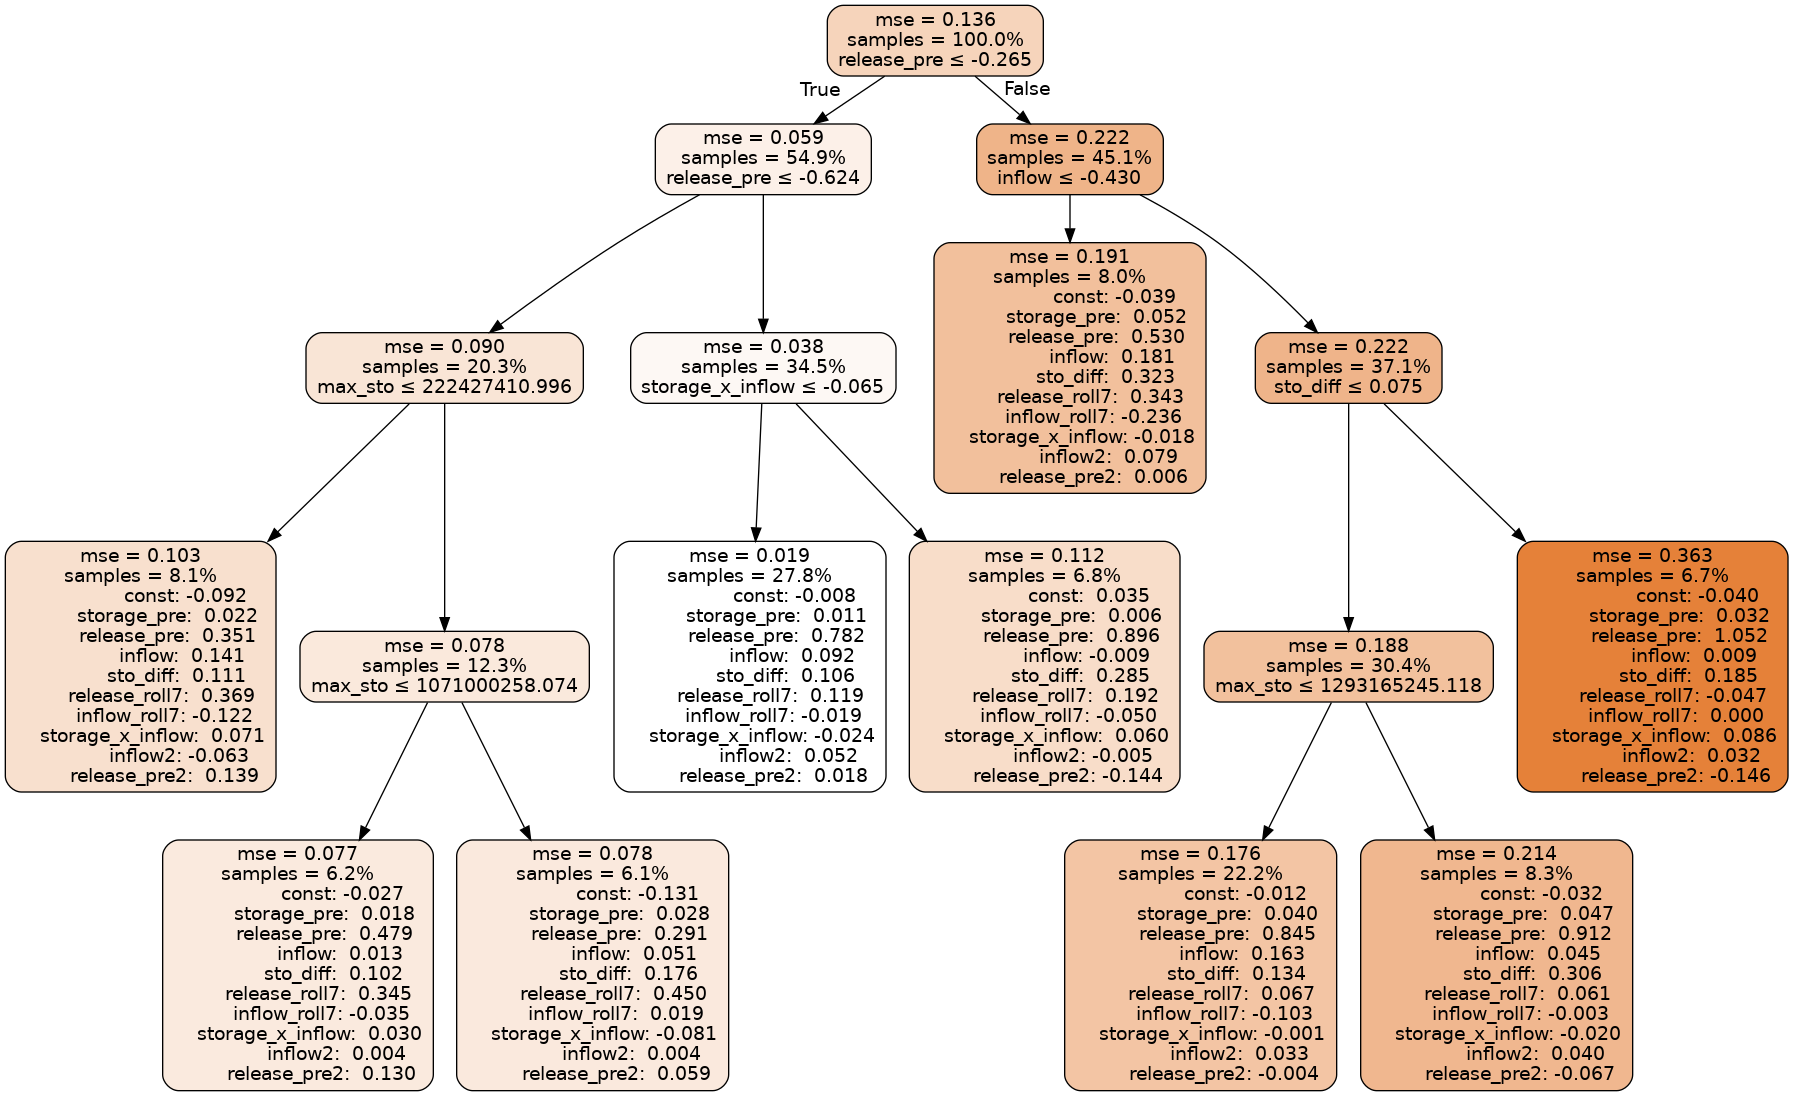 mse = 0.136
samples = 100.0%
release_pre ≤ -0.265
True
False
mse = 0.059
samples = 54.9%
release_pre ≤ -0.624
mse = 0.222
samples = 45.1%
inflow ≤ -0.430
mse = 0.191
samples = 8.0%
const: -0.039
storage_pre: 0.052
release_pre: 0.530
inflow: 0.181
sto_diff: 0.323
release_roll7: 0.343
inflow_roll7: -0.236
storage_x_inflow: -0.018
inflow2: 0.079
release_pre2: 0.006
mse = 0.090
samples = 20.3%
max_sto ≤ 222427410.996
mse = 0.038
samples = 34.5%
storage_x_inflow ≤ -0.065
mse = 0.222
samples = 37.1%
sto_diff ≤ 0.075
mse = 0.103
samples = 8.1%
const: -0.092
storage_pre: 0.022
release_pre: 0.351
inflow: 0.141
sto_diff: 0.111
release_roll7: 0.369
inflow_roll7: -0.122
storage_x_inflow: 0.071
inflow2: -0.063
release_pre2: 0.139
mse = 0.078
samples = 12.3%
max_sto ≤ 1071000258.074
mse = 0.019
samples = 27.8%
const: -0.008
storage_pre: 0.011
release_pre: 0.782
inflow: 0.092
sto_diff: 0.106
release_roll7: 0.119
inflow_roll7: -0.019
storage_x_inflow: -0.024
inflow2: 0.052
release_pre2: 0.018
mse = 0.112
samples = 6.8%
const: 0.035
storage_pre: 0.006
release_pre: 0.896
inflow: -0.009
sto_diff: 0.285
release_roll7: 0.192
inflow_roll7: -0.050
storage_x_inflow: 0.060
inflow2: -0.005
release_pre2: -0.144
mse = 0.188
samples = 30.4%
max_sto ≤ 1293165245.118
mse = 0.363
samples = 6.7%
const: -0.040
storage_pre: 0.032
release_pre: 1.052
inflow: 0.009
sto_diff: 0.185
release_roll7: -0.047
inflow_roll7: 0.000
storage_x_inflow: 0.086
inflow2: 0.032
release_pre2: -0.146
mse = 0.077
samples = 6.2%
const: -0.027
storage_pre: 0.018
release_pre: 0.479
inflow: 0.013
sto_diff: 0.102
release_roll7: 0.345
inflow_roll7: -0.035
storage_x_inflow: 0.030
inflow2: 0.004
release_pre2: 0.130
mse = 0.078
samples = 6.1%
const: -0.131
storage_pre: 0.028
release_pre: 0.291
inflow: 0.051
sto_diff: 0.176
release_roll7: 0.450
inflow_roll7: 0.019
storage_x_inflow: -0.081
inflow2: 0.004
release_pre2: 0.059
mse = 0.176
samples = 22.2%
const: -0.012
storage_pre: 0.040
release_pre: 0.845
inflow: 0.163
sto_diff: 0.134
release_roll7: 0.067
inflow_roll7: -0.103
storage_x_inflow: -0.001
inflow2: 0.033
release_pre2: -0.004
mse = 0.214
samples = 8.3%
const: -0.032
storage_pre: 0.047
release_pre: 0.912
inflow: 0.045
sto_diff: 0.306
release_roll7: 0.061
inflow_roll7: -0.003
storage_x_inflow: -0.020
inflow2: 0.040
release_pre2: -0.067